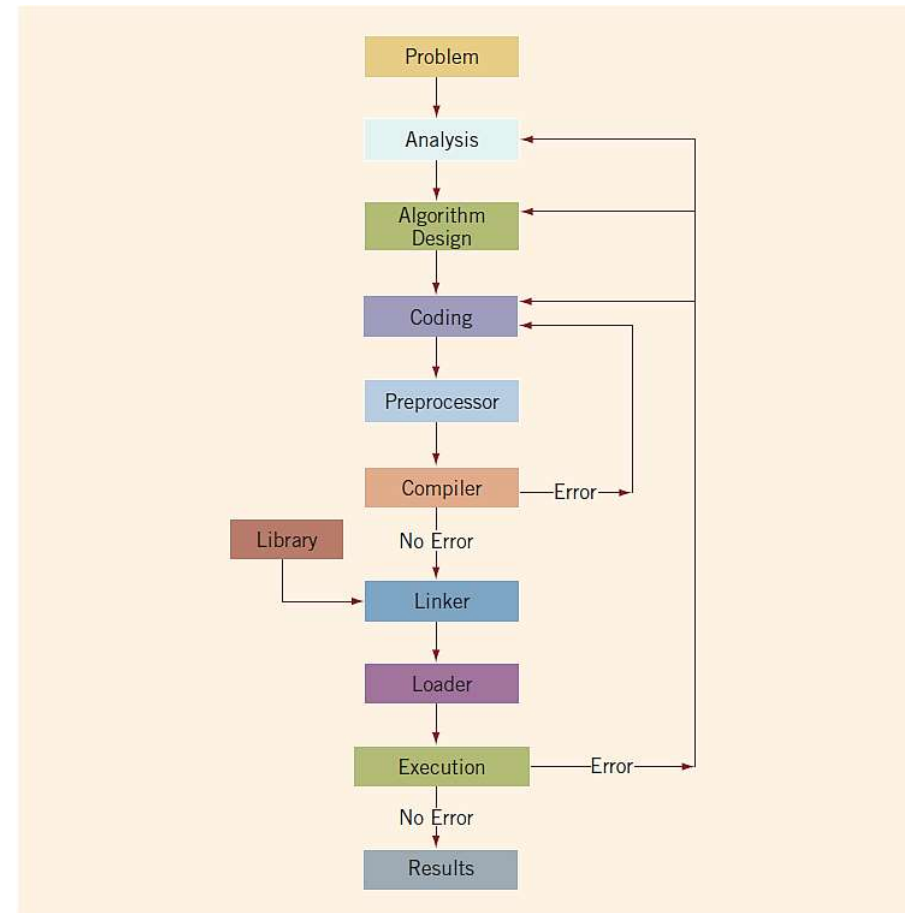 Problem
Analysis
Algorithm
Design
Coding
Preprocessor
Compiler
Error
Library
No Error
Linker
Loader
Execution
Error
No Error
Results